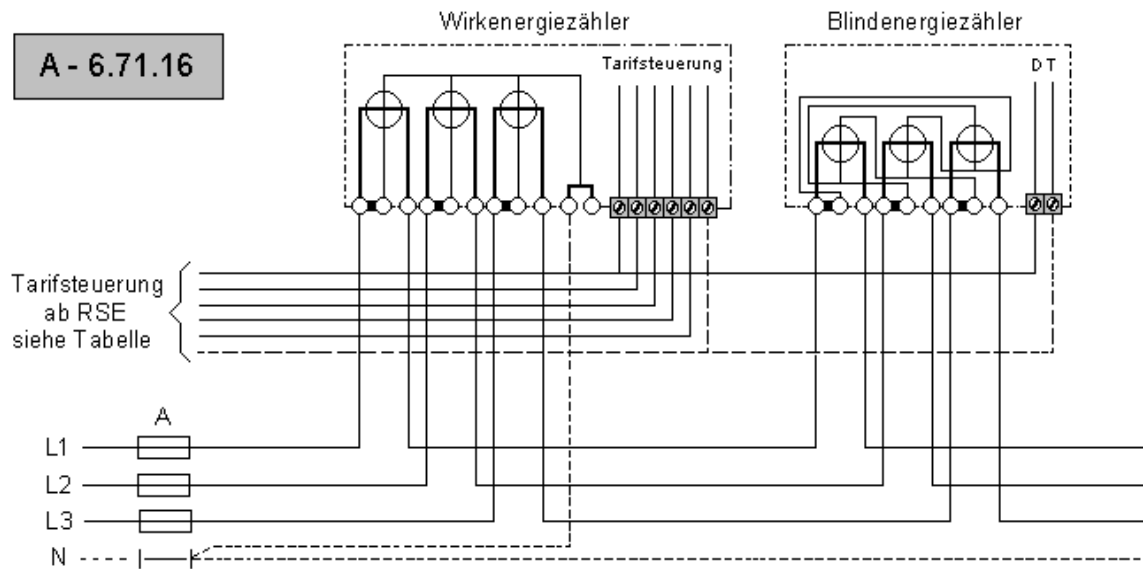 Wirkenergiezähler
Blindenergiezähler
A - 6.71.16
Tarifsteuerung
D T
Tarifsteuerung
ab RSE
siehe Tabelle
A
L1
L2
L3
N